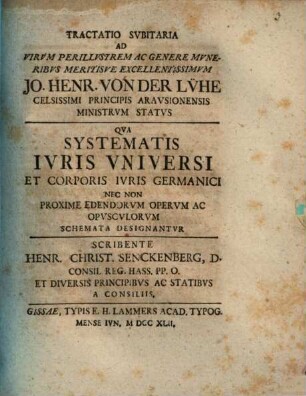 TRACTATIO SVBITARIA
AD
VIRVM PERILLVSTREM AC GENERE MVNE-
RIBVS MERITISVE EXCELLENTISSIMVM
JO. HENR. VON DER LÜHE
CELSISSIMI PRINCIPIS ARAVSIONENSIS
MINISTRVM STATVS
QVA
SYSTEMATIS
IVRIS VNIVERSI
ET CORPORIS IVRIS GERMANICI
NEC NON
PROXIME EDENDORVM OPERVM AC
OPVSCVLORVM
SCHEMATA DESIGNANTVR
SCRIBENTE
HENR. CHRIST. SENCKENBERG, D.
CONSIL. REG. HASS. PP. O.
ET DIVERSIS PRINCIPIBVS AC STATIBVS
A CONSILIIS,
GISSAE, TYPIS E. H. LAMMERS ACAD. TYPOG.
MENSE IVN. M DCC XLII.